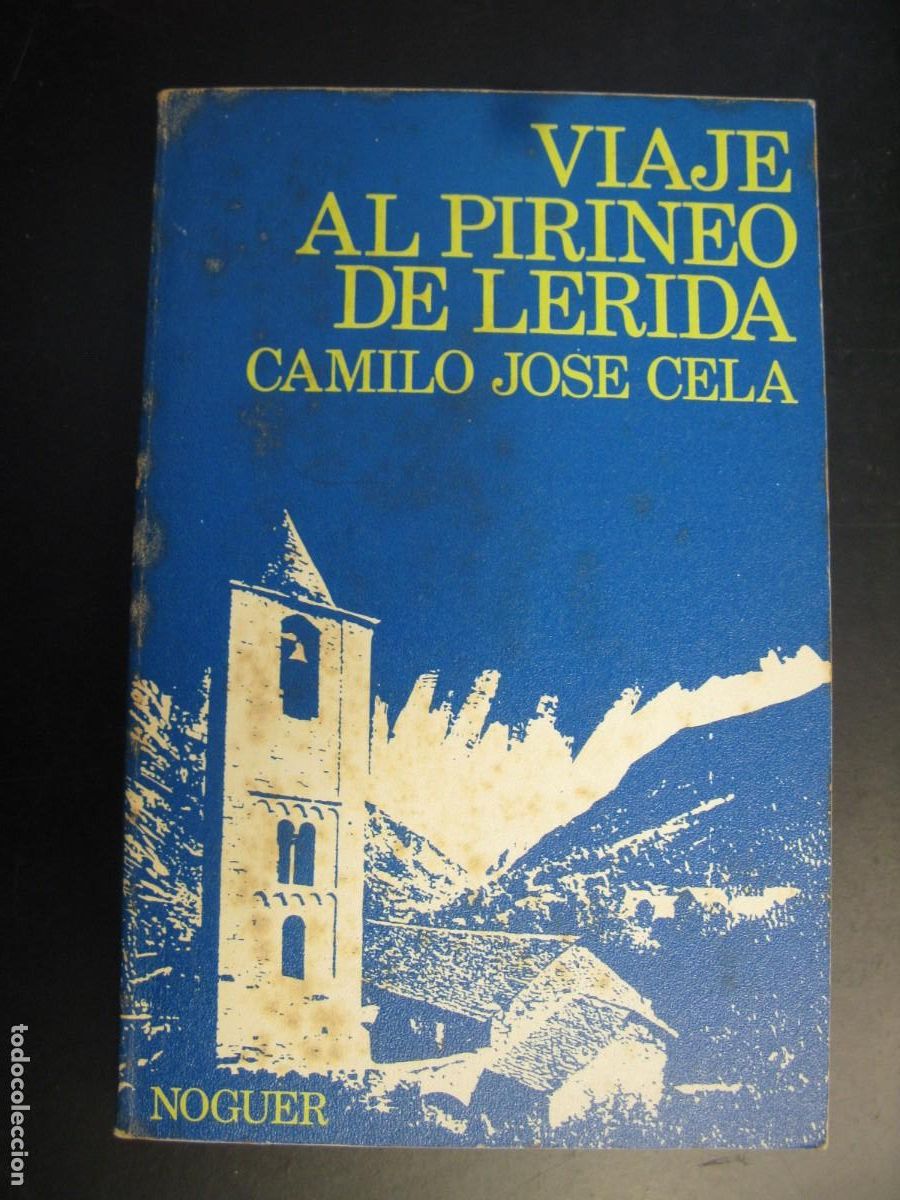 VIAJE
AL PIRINEO
DE LERIDA
CAMILO JOSE CELA
NOGUER
todocoleccion